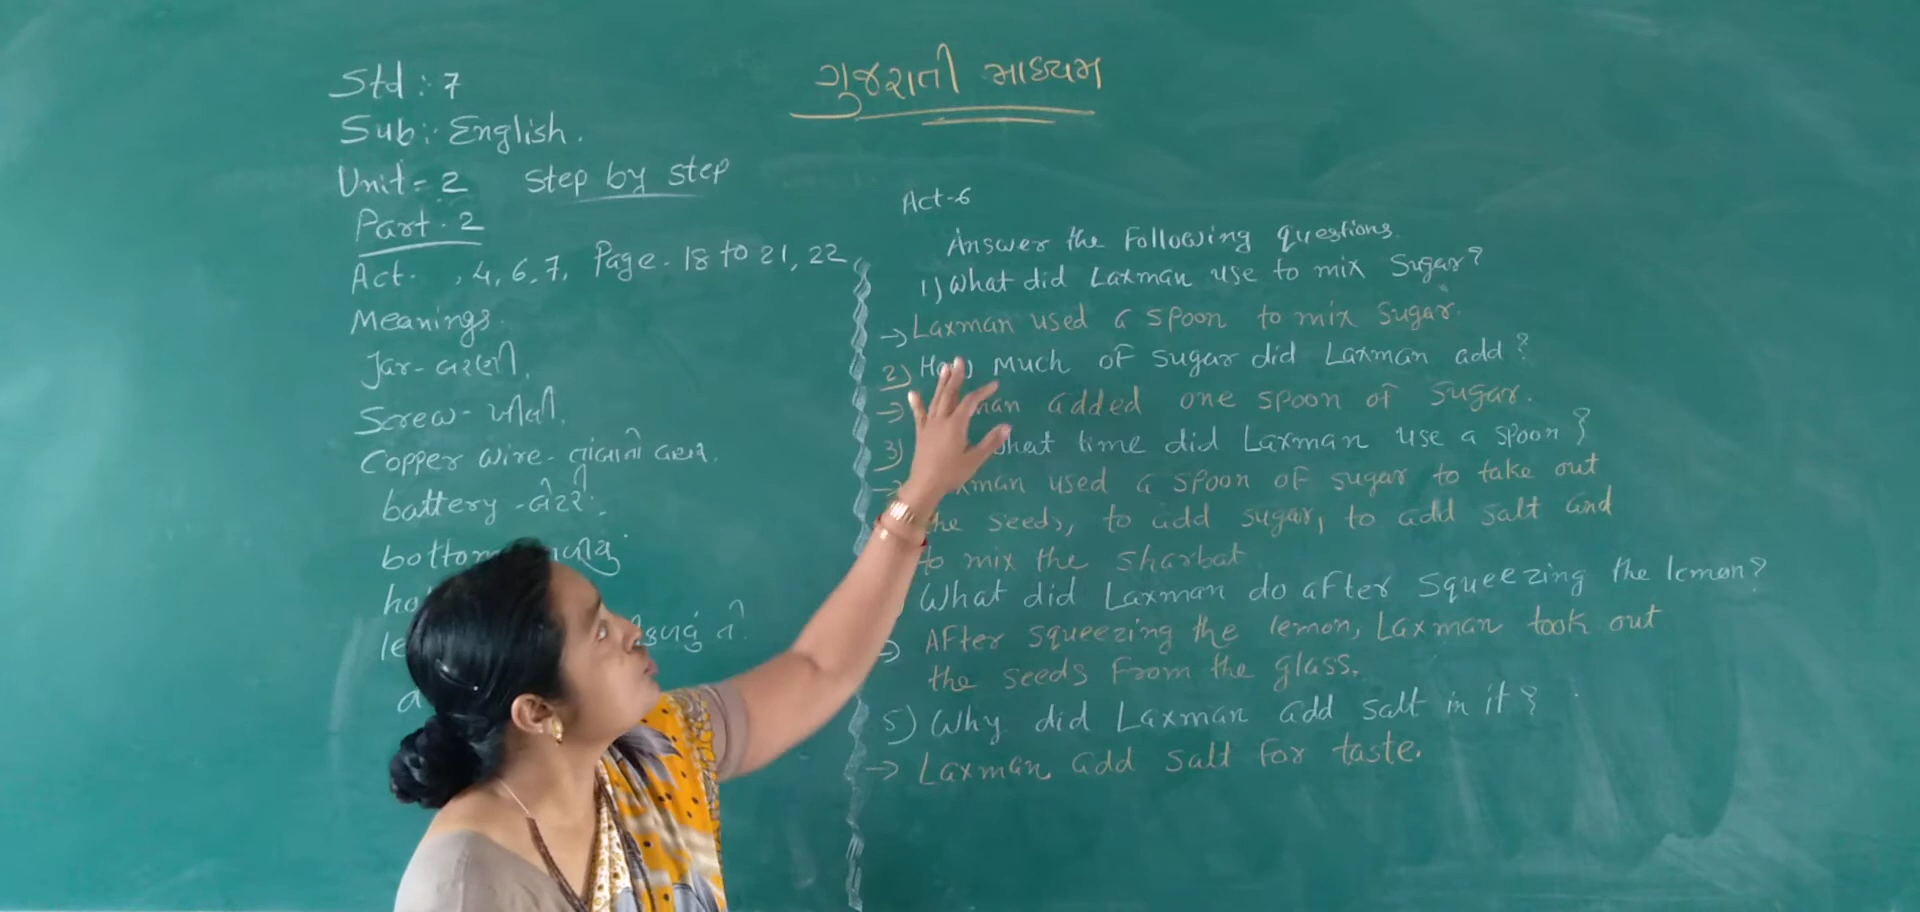 ગુજરાતી માધ્યમ
Std : 7
Sub : English.
Unit = 2 Step by step
Part. 2
Act. , 4, 6, 7, Page. 18 to 21, 22
Meanings.
Jar - બરણી.
Screw - ખીલી.
Copper wire - તાંબાનો વાયર.
battery - બેટરી.
Act-6
Answer the Following questions.
1) What did Laxman use to mix Sugar?
→ Laxman used a spoon to mix sugar.
2) much of sugar did Laxman add?
→ added one spoon of sugar.
3) time did Laxman use a spoon?
used a spoon of sugar to take out
the seeds, to add sugar, to add salt and
to mix the sharbat
What did Laxman do after squeezing the lemon?
→ After squeezing the lemon, Laxman took out
the seeds from the glass.
5) Why did Laxman add salt in it?
→ Laxman add salt for taste.